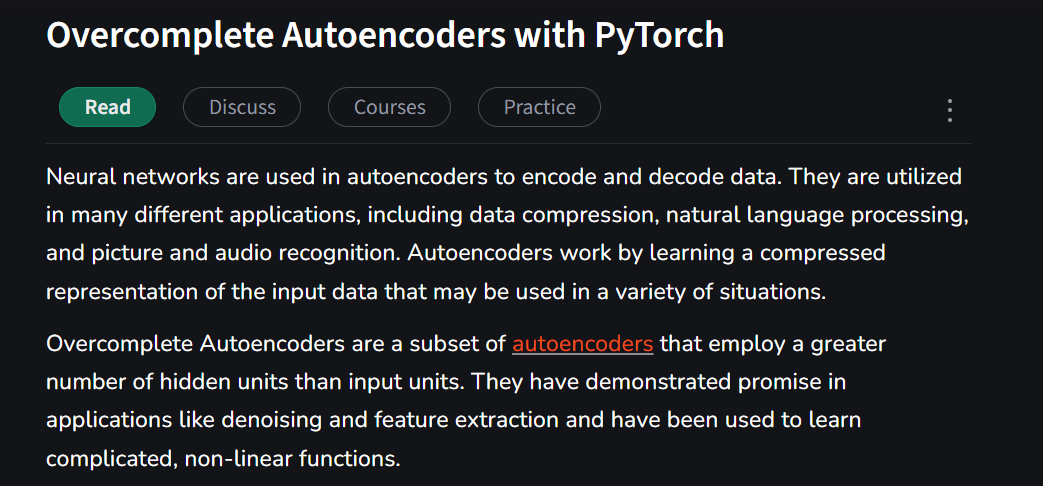 Overcomplete Autoencoders with PyTorch
Read Discuss Courses Practice
Neural networks are used in autoencoders to encode and decode data. They are utilized
in many different applications, including data compression, natural language processing,
and picture and audio recognition. Autoencoders work by learning a compressed
representation of the input data that may be used in a variety of situations.
Overcomplete Autoencoders are a subset of autoencoders that employ a greater
number of hidden units than input units. They have demonstrated promise in
applications like denoising and feature extraction and have been used to learn
complicated, non-linear functions.